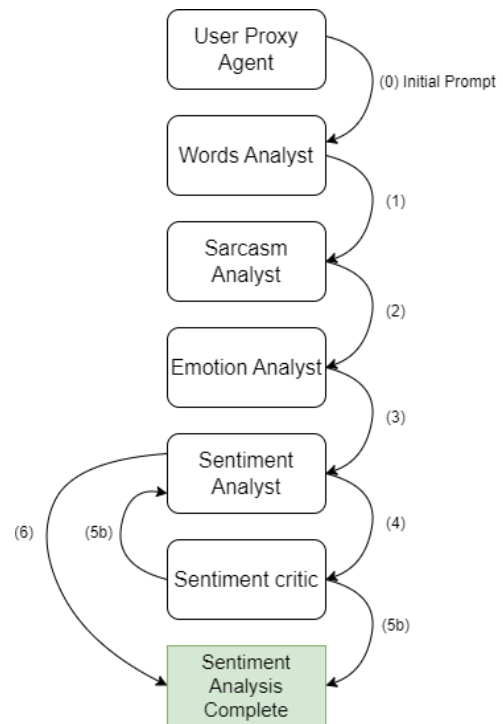 User Proxy
Agent
(0) Initial Prompt
Words Analyst
(1)
Sarcasm
Analyst
(2)
Emotion Analyst
(3)
Sentiment
Analyst
(6)
(5b)
(4)
Sentiment critic
(5b)
Sentiment
Analysis
Complete